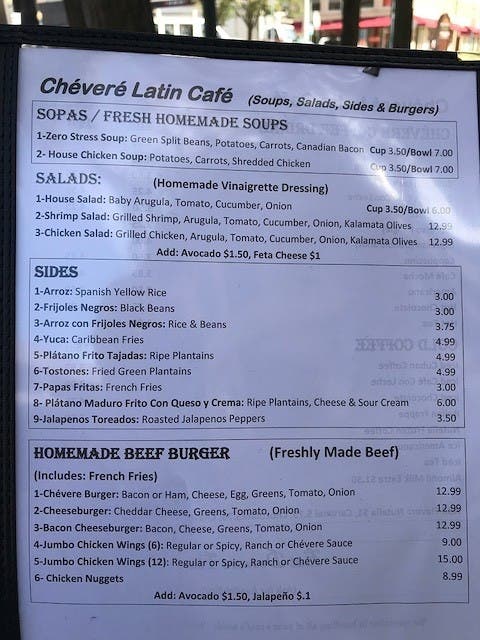 Chéveré Latin Café (Soups, Salads, Sides & Burgers)
SOPAS / FRESH HOMEMADE SOUPS
1-Zero Stress Soup: Green Split Beans, Potatoes, Carrots, Canadian Bacon Cup 3.50/Bowl 7.00
2- House Chicken Soup: Potatoes, Carrots, Shredded Chicken Cup 3.50/Bowl 7.00
SALADS: (Homemade Vinaigrette Dressing)
1-House Salad: Baby Arugula, Tomato, Cucumber, Onion Cup 3.50/Bowl 6.00
2-Shrimp Salad: Grilled Shrimp, Arugula, Tomato, Cucumber, Onion, Kalamata Olives 12.99
3-Chicken Salad: Grilled Chicken, Arugula, Tomato, Cucumber, Onion, Kalamata Olives 12.99
Add: Avocado $1.50, Feta Cheese $1
SIDES
1-Arroz: Spanish Yellow Rice 3.00
2-Frijoles Negros: Black Beans 3.00
3-Arroz con Frijoles Negros: Rice & Beans 3.75
4-Yuca: Caribbean Fries 4.99
5-Plátano Frito Tajadas: Ripe Plantains 4.99
6-Tostones: Fried Green Plantains 4.99
7-Papas Fritas: French Fries 3.00
8- Plátano Maduro Frito Con Queso y Crema: Ripe Plantains, Cheese & Sour Cream 6.00
9-Jalapenos Toreados: Roasted Jalapenos Peppers 3.50
HOMEMADE BEEF BURGER (Freshly Made Beef)
(Includes: French Fries)
1-Chévere Burger: Bacon or Ham, Cheese, Egg, Greens, Tomato, Onion 12.99
2-Cheeseburger: Cheddar Cheese, Greens, Tomato, Onion 12.99
3-Bacon Cheeseburger: Bacon, Cheese, Greens, Tomato, Onion 12.99
4-Jumbo Chicken Wings (6): Regular or Spicy, Ranch or Chévere Sauce 9.00
5-Jumbo Chicken Wings (12): Regular or Spicy, Ranch or Chévere Sauce 15.00
6- Chicken Nuggets 8.99
Add: Avocado $1.50, Jalapeño $.1